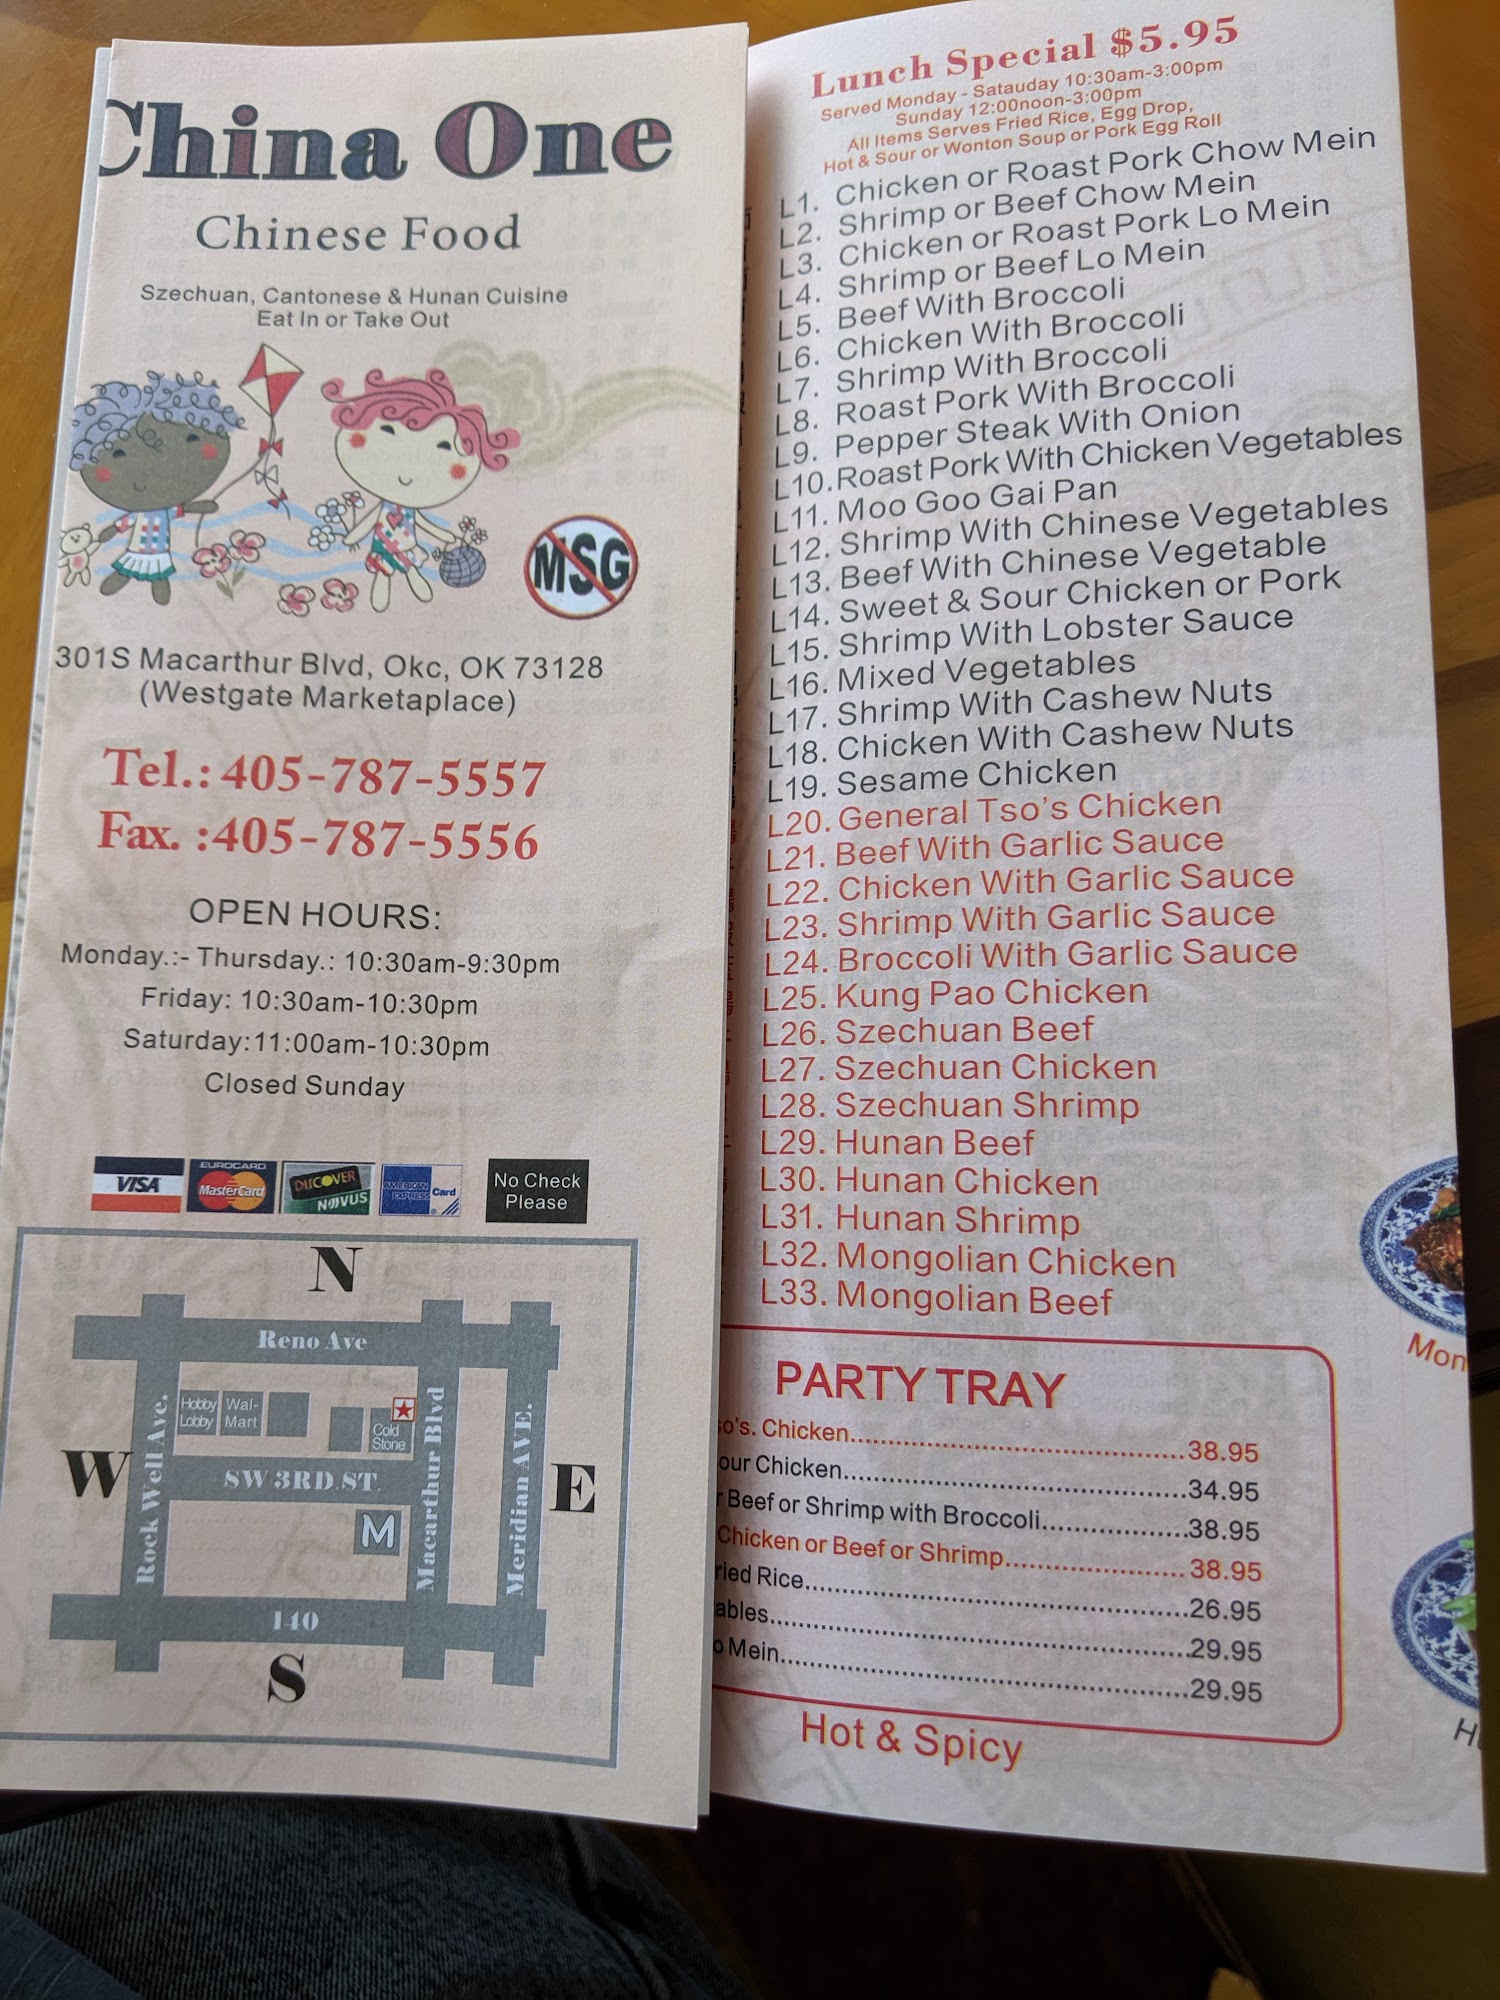 China One
Chinese Food
Szechuan, Cantonese & Hunan Cuisine
Eat In or Take Out
MSG
301S Macarthur Blvd, Okc, OK 73128
(Westgate Marketaplace)
Tel.: 405-787-5557
Fax. :405-787-5556
OPEN HOURS:
Monday.:- Thursday.: 10:30am-9:30pm
Friday: 10:30am-10:30pm
Saturday:11:00am-10:30pm
Closed Sunday
VISA
EUROCARD
MasterCard
DISCOVER
NOVUS
AMERICAN
EXPRESS Card
No Check
Please
N
Reno Ave
Hobby
Lobby
Wal-
Mart
Cold
Stone
Rock Well Ave.
Macarthur Blvd
Meridian AVE.
W
SW 3RD ST.
E
M
I40
S
Lunch Special $5.95
Served Monday - Satauday 10:30am-3:00pm
Sunday 12:00noon-3:00pm
All Items Serves Fried Rice, Egg Drop,
Hot & Sour or Wonton Soup or Pork Egg Roll
L1. Chicken or Roast Pork Chow Mein
L2. Shrimp or Beef Chow Mein
L3. Chicken or Roast Pork Lo Mein
L4. Shrimp or Beef Lo Mein
L5. Beef With Broccoli
L6. Chicken With Broccoli
L7. Shrimp With Broccoli
L8. Roast Pork With Broccoli
L9. Pepper Steak With Onion
L10.Roast Pork With Chicken Vegetables
L11. Moo Goo Gai Pan
L12. Shrimp With Chinese Vegetables
L13. Beef With Chinese Vegetable
L14. Sweet & Sour Chicken or Pork
L15. Shrimp With Lobster Sauce
L16. Mixed Vegetables
L17. Shrimp With Cashew Nuts
L18. Chicken With Cashew Nuts
L19. Sesame Chicken
L20. General Tso's Chicken
L21. Beef With Garlic Sauce
L22. Chicken With Garlic Sauce
L23. Shrimp With Garlic Sauce
L24. Broccoli With Garlic Sauce
L25. Kung Pao Chicken
L26. Szechuan Beef
L27. Szechuan Chicken
L28. Szechuan Shrimp
L29. Hunan Beef
L30. Hunan Chicken
L31. Hunan Shrimp
L32. Mongolian Chicken
L33. Mongolian Beef
Mon
PARTY TRAY
so's. Chicken....................38.95
our Chicken....................34.95
r Beef or Shrimp with Broccoli....................38.95
Chicken or Beef or Shrimp....................38.95
ried Rice....................26.95
ables....................29.95
o Mein....................29.95
Hot & Spicy